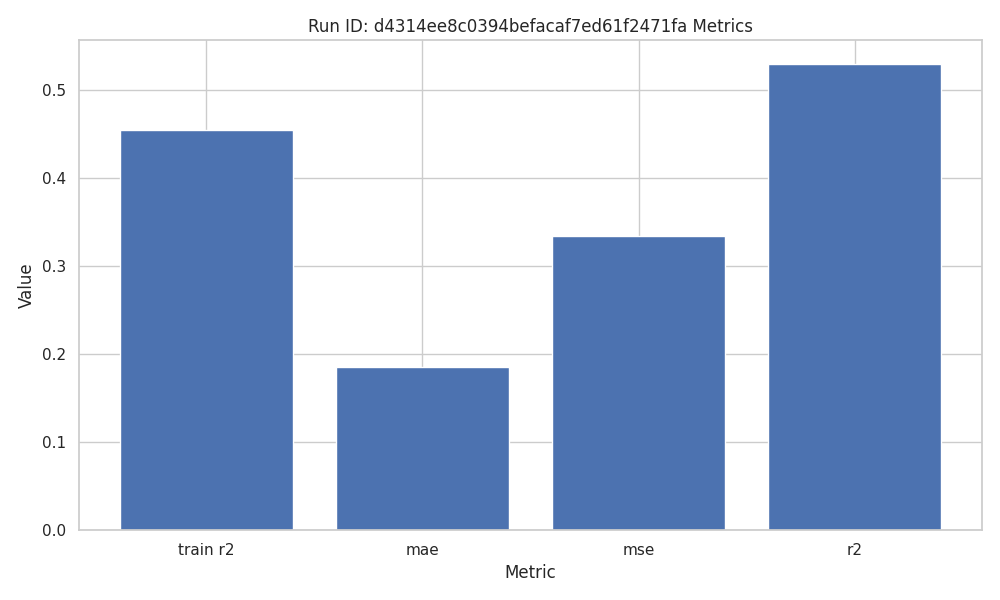 Run ID: d4314ee8c0394befacaf7ed61f2471fa Metrics
Value
0.5
0.4
0.3
0.2
0.1
0.0
train r2
mae
mse
r2
Metric